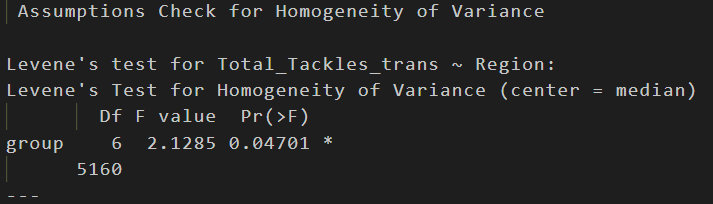 Assumptions Check for Homogeneity of Variance
Levene's test for Total_Tackles_trans ~ Region:
Levene's Test for Homogeneity of Variance (center = median)
Df F value Pr(>F)
group 6 2.1285 0.04701 *
5160
---